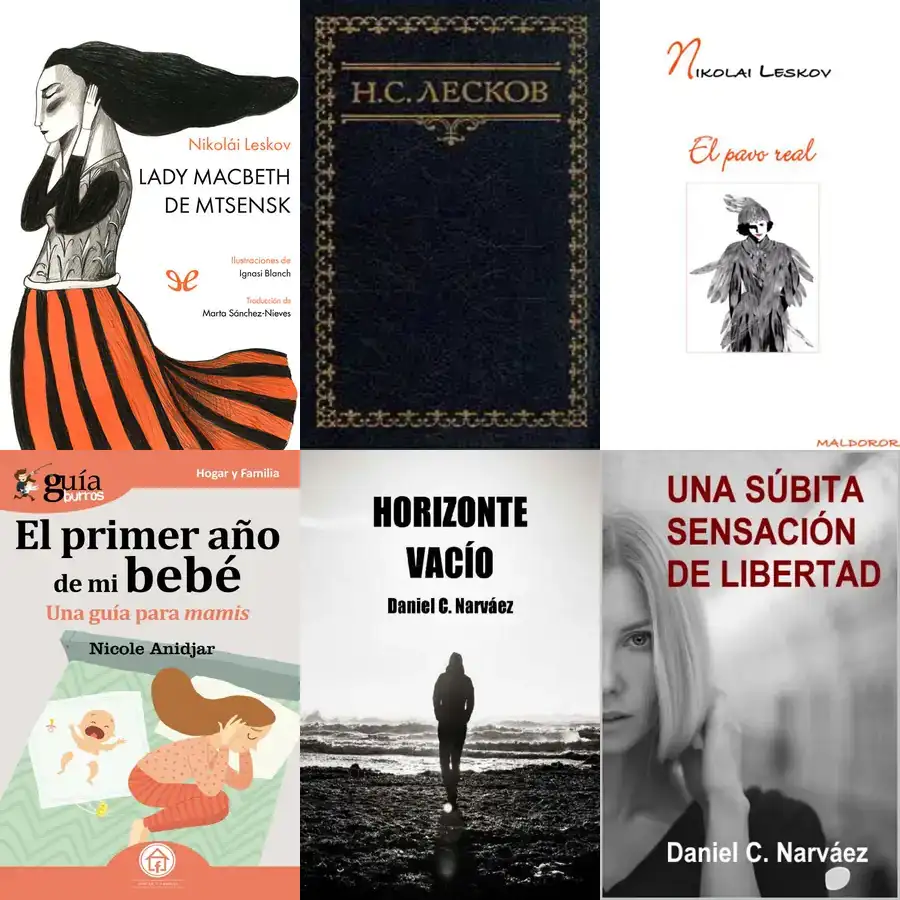 Nikolái Leskov
LADY MACBETH
DE MTSENSK
Ilustraciones de
Ignasi Blanch
Traducción de
Marta Sánchez-Nieves
Н.С. ЛЕСКОВ
NIKOLAI LESKOV
El pavo real
MALDOROR
guía
burros
Hogar y Familia
El primer año
de mi bebé
Una guía para mamis
Nicole Anidjar
HORIZONTE
VACÍO
Daniel C. Narváez
UNA SÚBITA
SENSACIÓN
DE LIBERTAD
Daniel C. Narváez